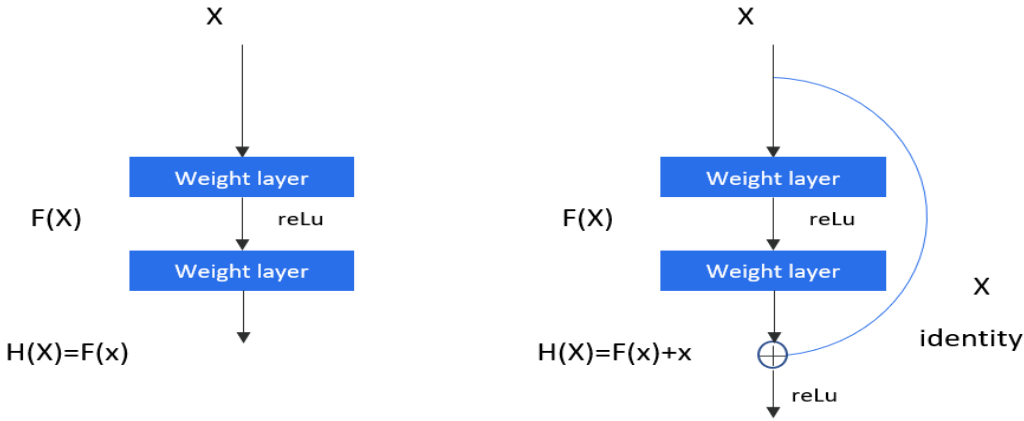 X
Weight layer
F(X)
reLu
Weight layer
H(X)=F(x)
X
Weight layer
F(X)
reLu
Weight layer
X
identity
H(X)=F(x)+x
reLu